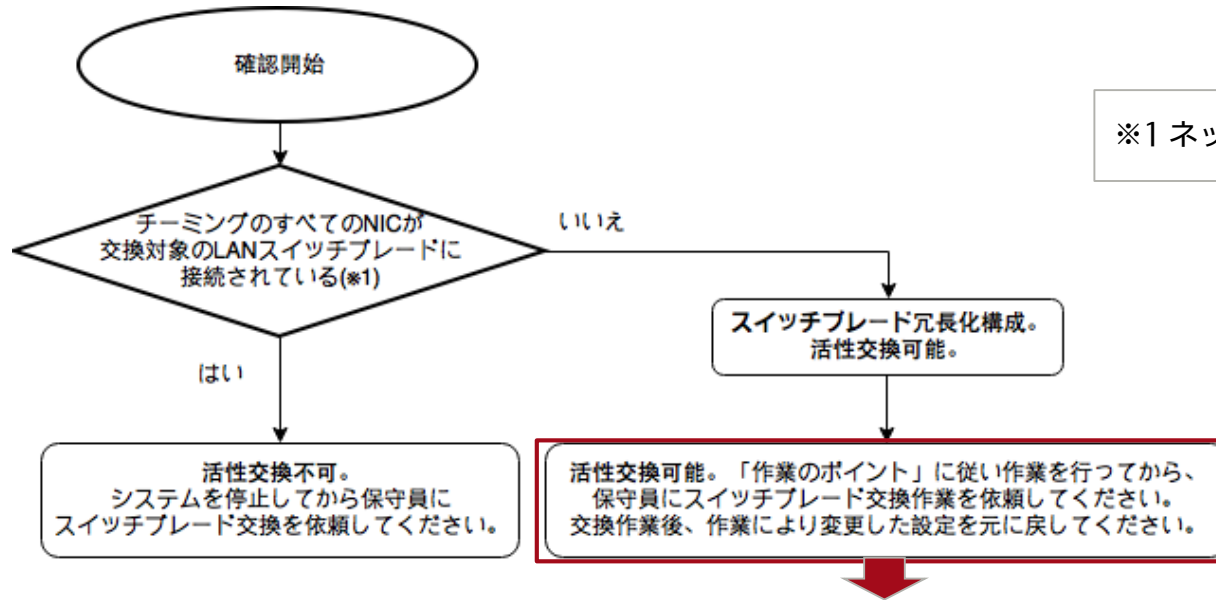 確認開始
※1 ネッ
チーミングのすべてのNICが
交換対象のLANスイッチブレードに
接続されている(※1)
いいえ
はい
スイッチブレード冗長化構成。
活性交換可能。
活性交換不可。
システムを停止してから保守員に
スイッチブレード交換を依頼してください。
活性交換可能。「作業のポイント」に従い作業を行ってから、
保守員にスイッチブレード交換作業を依頼してください。
交換作業後、作業により変更した設定を元に戻してください。